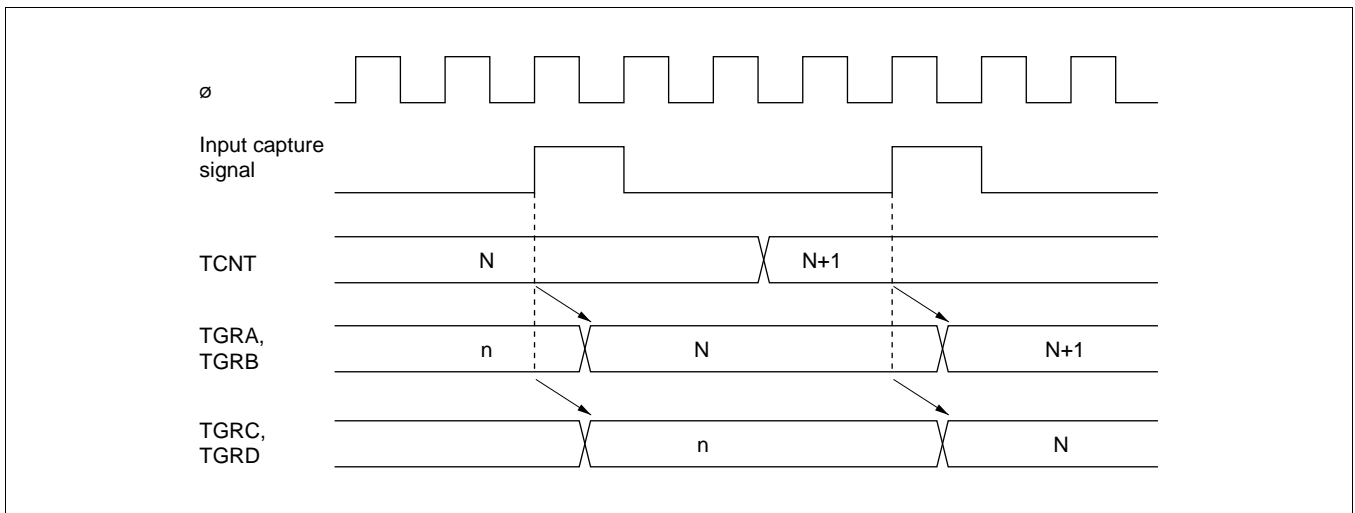 ø
Input capture
signal
TCNT
N
N+1
TGRA,
TGRB
n
N
N+1
TGRC,
TGRD
n
N